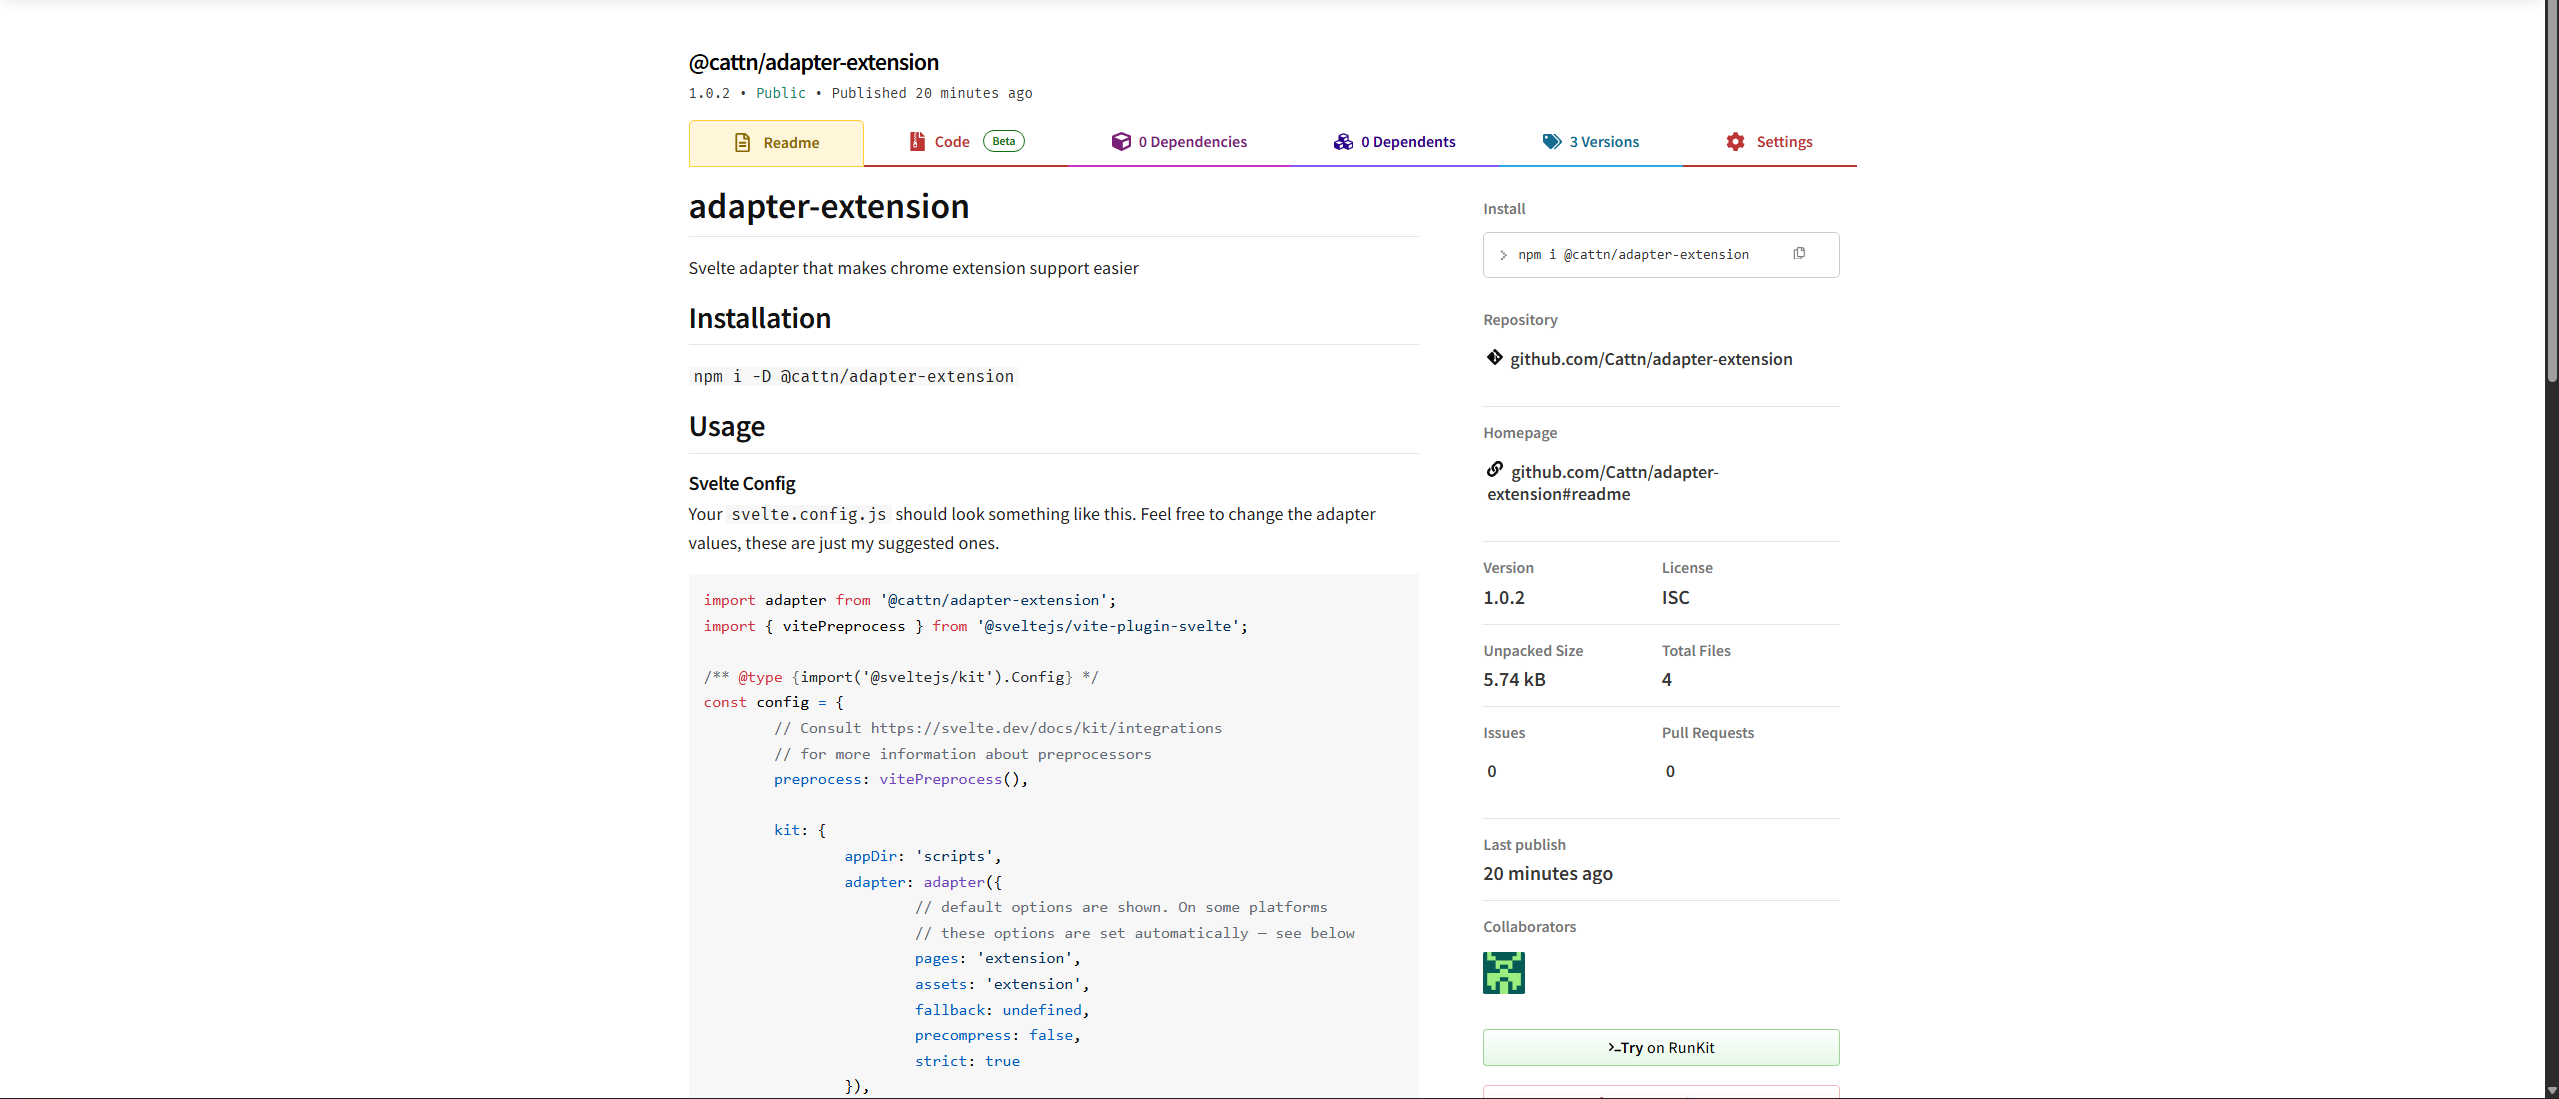 @cattn/adapter-extension
1.0.2 • Public • Published 20 minutes ago
Readme
Code Beta
0 Dependencies
0 Dependents
3 Versions
Settings
adapter-extension
Svelte adapter that makes chrome extension support easier
Installation
npm i -D @cattn/adapter-extension
Usage
Svelte Config
Your svelte.config.js should look something like this. Feel free to change the adapter
values, these are just my suggested ones.
import adapter from '@cattn/adapter-extension';
import { vitePreprocess } from '@sveltejs/vite-plugin-svelte';
/** @type {import('@sveltejs/kit').Config} */
const config = {
// Consult https://svelte.dev/docs/kit/integrations
// for more information about preprocessors
preprocess: vitePreprocess(),
kit: {
appDir: 'scripts',
adapter: adapter({
// default options are shown. On some platforms
// these options are set automatically — see below
pages: 'extension',
assets: 'extension',
fallback: undefined,
precompress: false,
strict: true
}),
Install
npm i @cattn/adapter-extension
Repository
github.com/Cattn/adapter-extension
Homepage
github.com/Cattn/adapter-
extension#readme
Version
1.0.2
License
ISC
Unpacked Size
5.74 kB
Total Files
4
Issues
0
Pull Requests
0
Last publish
20 minutes ago
Collaborators
Try on RunKit